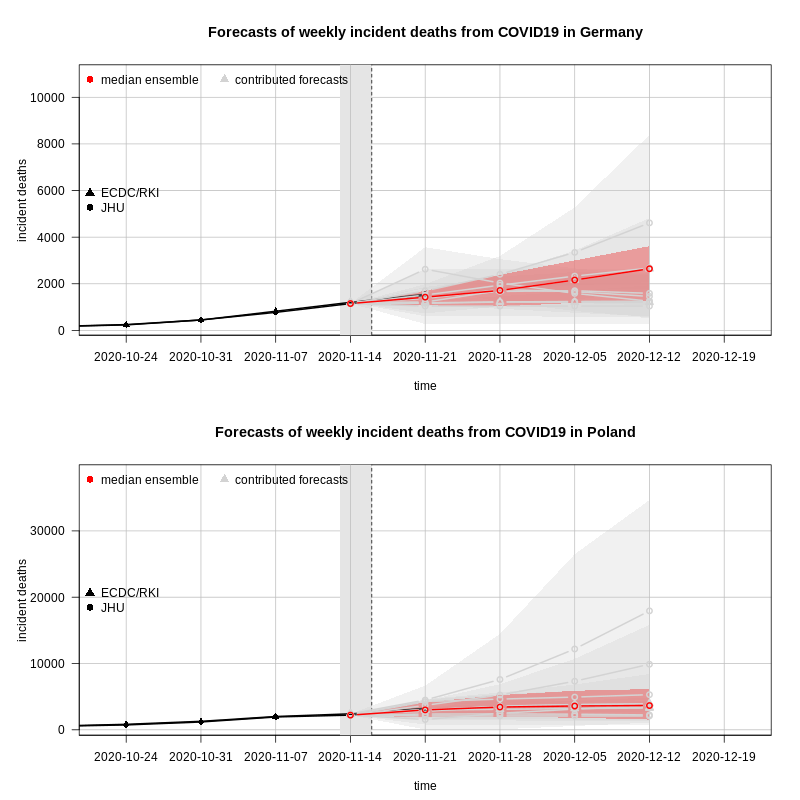 Forecasts of weekly incident deaths from COVID19 in Germany
median ensemble contributed forecasts
10000
8000
6000
4000
2000
0
incident deaths
ECDC/RKI
JHU
2020-10-24 2020-10-31 2020-11-07 2020-11-14 2020-11-21 2020-11-28 2020-12-05 2020-12-12 2020-12-19
time
Forecasts of weekly incident deaths from COVID19 in Poland
median ensemble contributed forecasts
30000
20000
10000
0
incident deaths
ECDC/RKI
JHU
2020-10-24 2020-10-31 2020-11-07 2020-11-14 2020-11-21 2020-11-28 2020-12-05 2020-12-12 2020-12-19
time